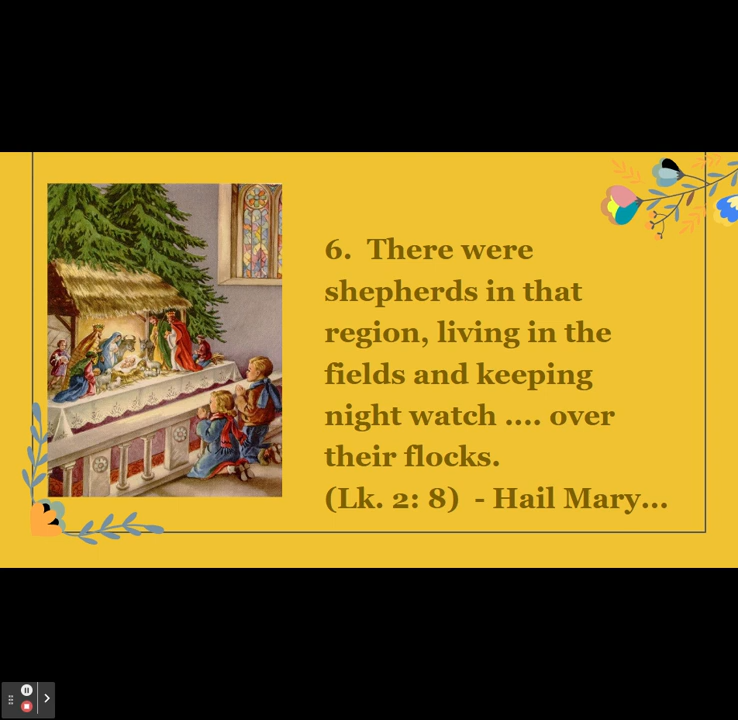 6.  There were
shepherds in that
region, living in the
fields and keeping
night watch .... over
their flocks.
(Lk. 2: 8)  - Hail Mary...